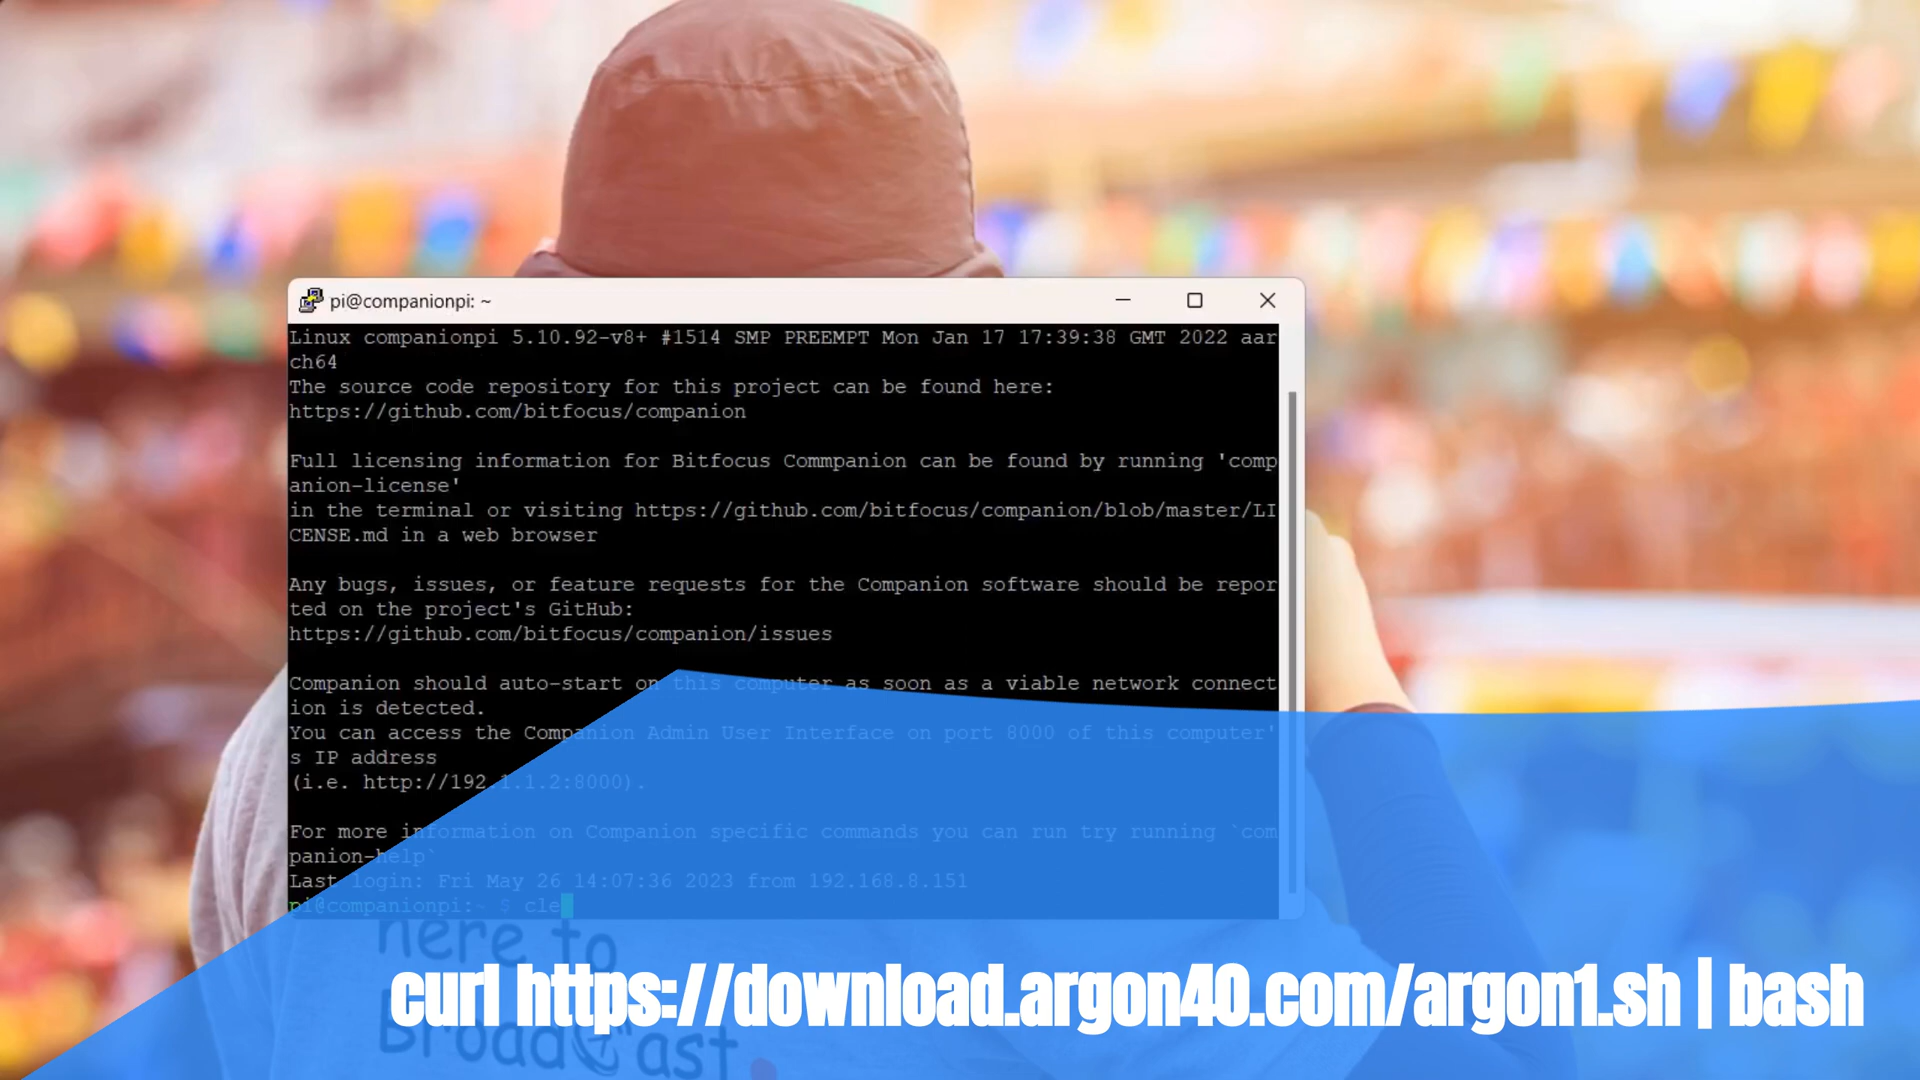 pi@companionpi: ~
Linux companionpi 5.10.92-v8+ #1514 SMP PREEMPT Mon Jan 17 17:39:38 GMT 2022 aar
ch64
The source code repository for this project can be found here:
https://github.com/bitfocus/companion
Full licensing information for Bitfocus Commpanion can be found by running 'comp
anion-license'
in the terminal or visiting https://github.com/bitfocus/companion/blob/master/LI
CENSE.md in a web browser
Any bugs, issues, or feature requests for the Companion software should be repor
ted on the project's GitHub:
https://github.com/bitfocus/companion/issues
Companion should auto-start on this computer as soon as a viable network connect
ion is detected.
You can access the Companion Admin User Interface on port 8000 of this computer'
s IP address
(i.e. http://192.1.1.2:8000).
For more information on Companion specific commands you can run try running `com
panion-help`
Last login: Fri May 26 14:07:36 2023 from 192.168.8.151
pi@companionpi:~ $ cle
here to
Broadcast
curl https://download.argon40.com/argon1.sh | bash